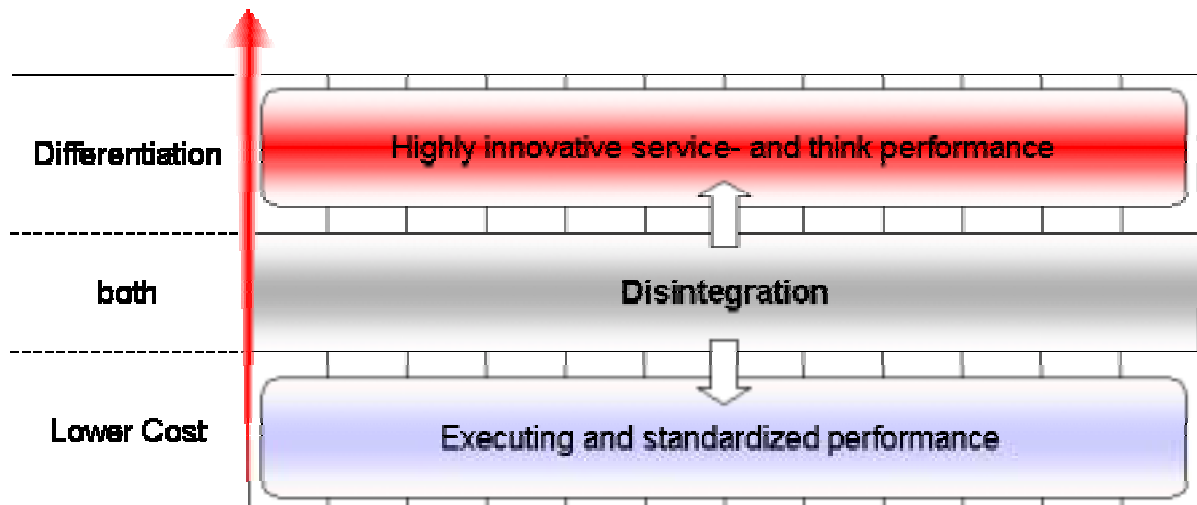 Differentiation
Highly innovative service- and think performance
both
Disintegration
Lower Cost
Executing and standardized performance